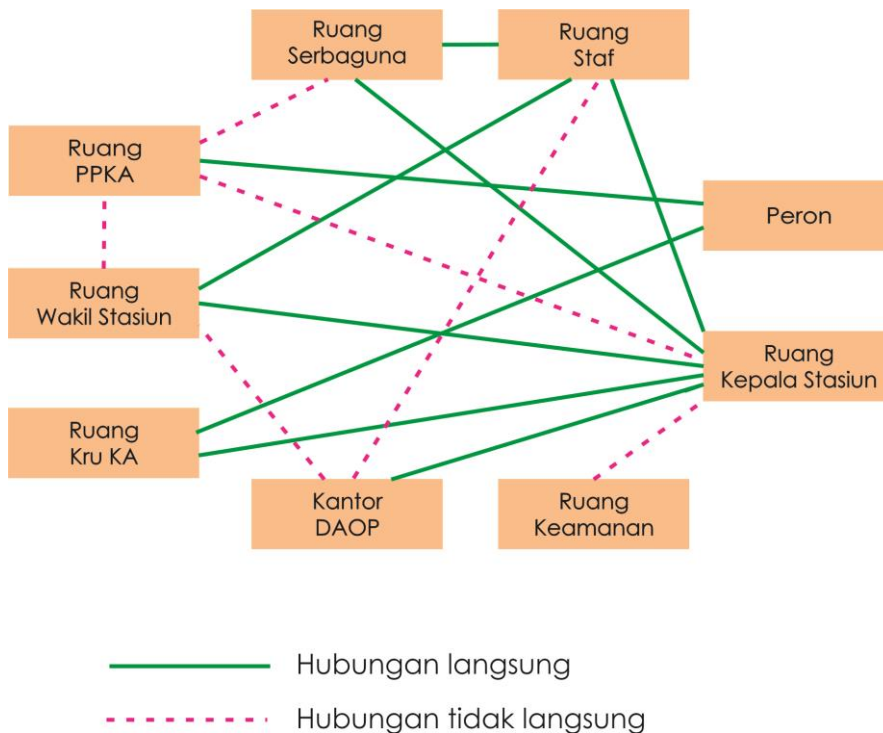 Ruang
Serbaguna
Ruang
Staf
Ruang
PPKA
Peron
Ruang
Wakil Stasiun
Ruang
Kepala Stasiun
Ruang
Kru KA
Kantor
DAOP
Ruang
Keamanan
Hubungan langsung
Hubungan tidak langsung